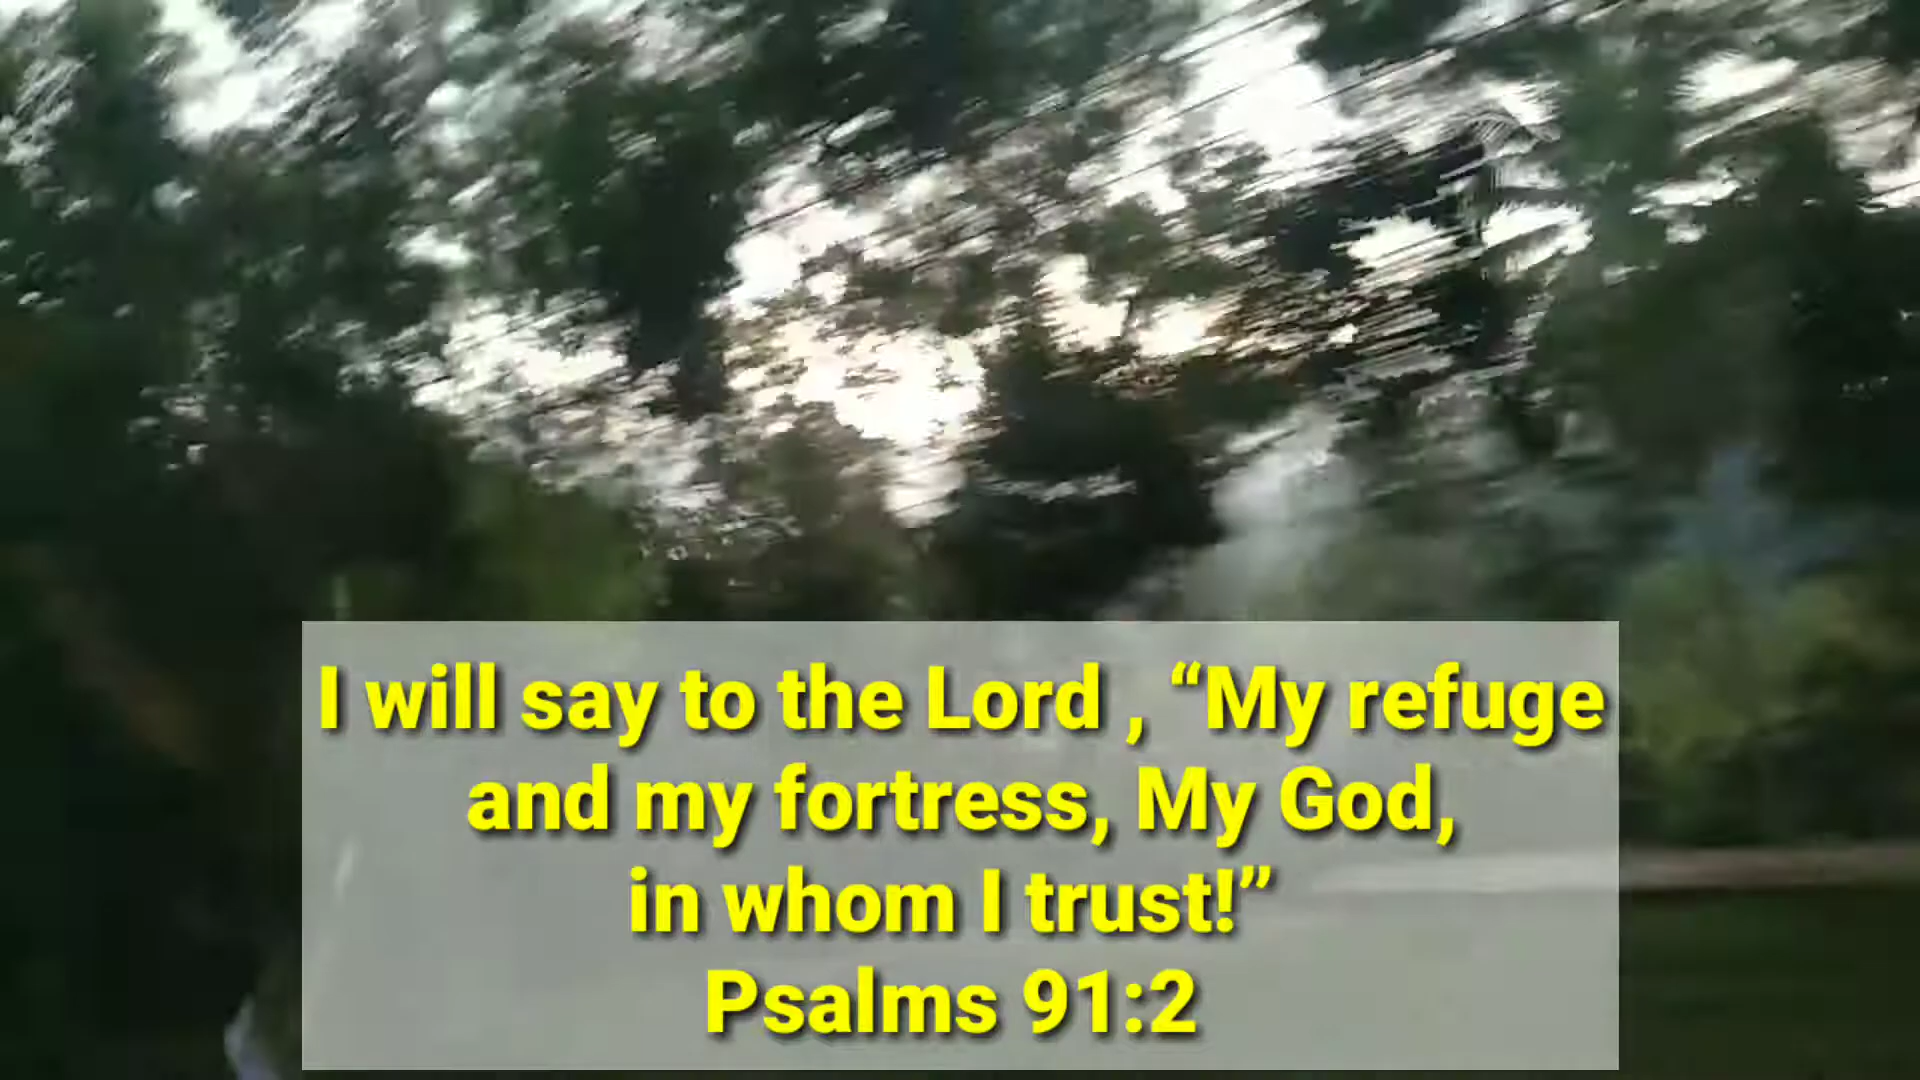 I will say to the Lord , “My refuge
and my fortress, My God,
in whom I trust!”
Psalms 91:2